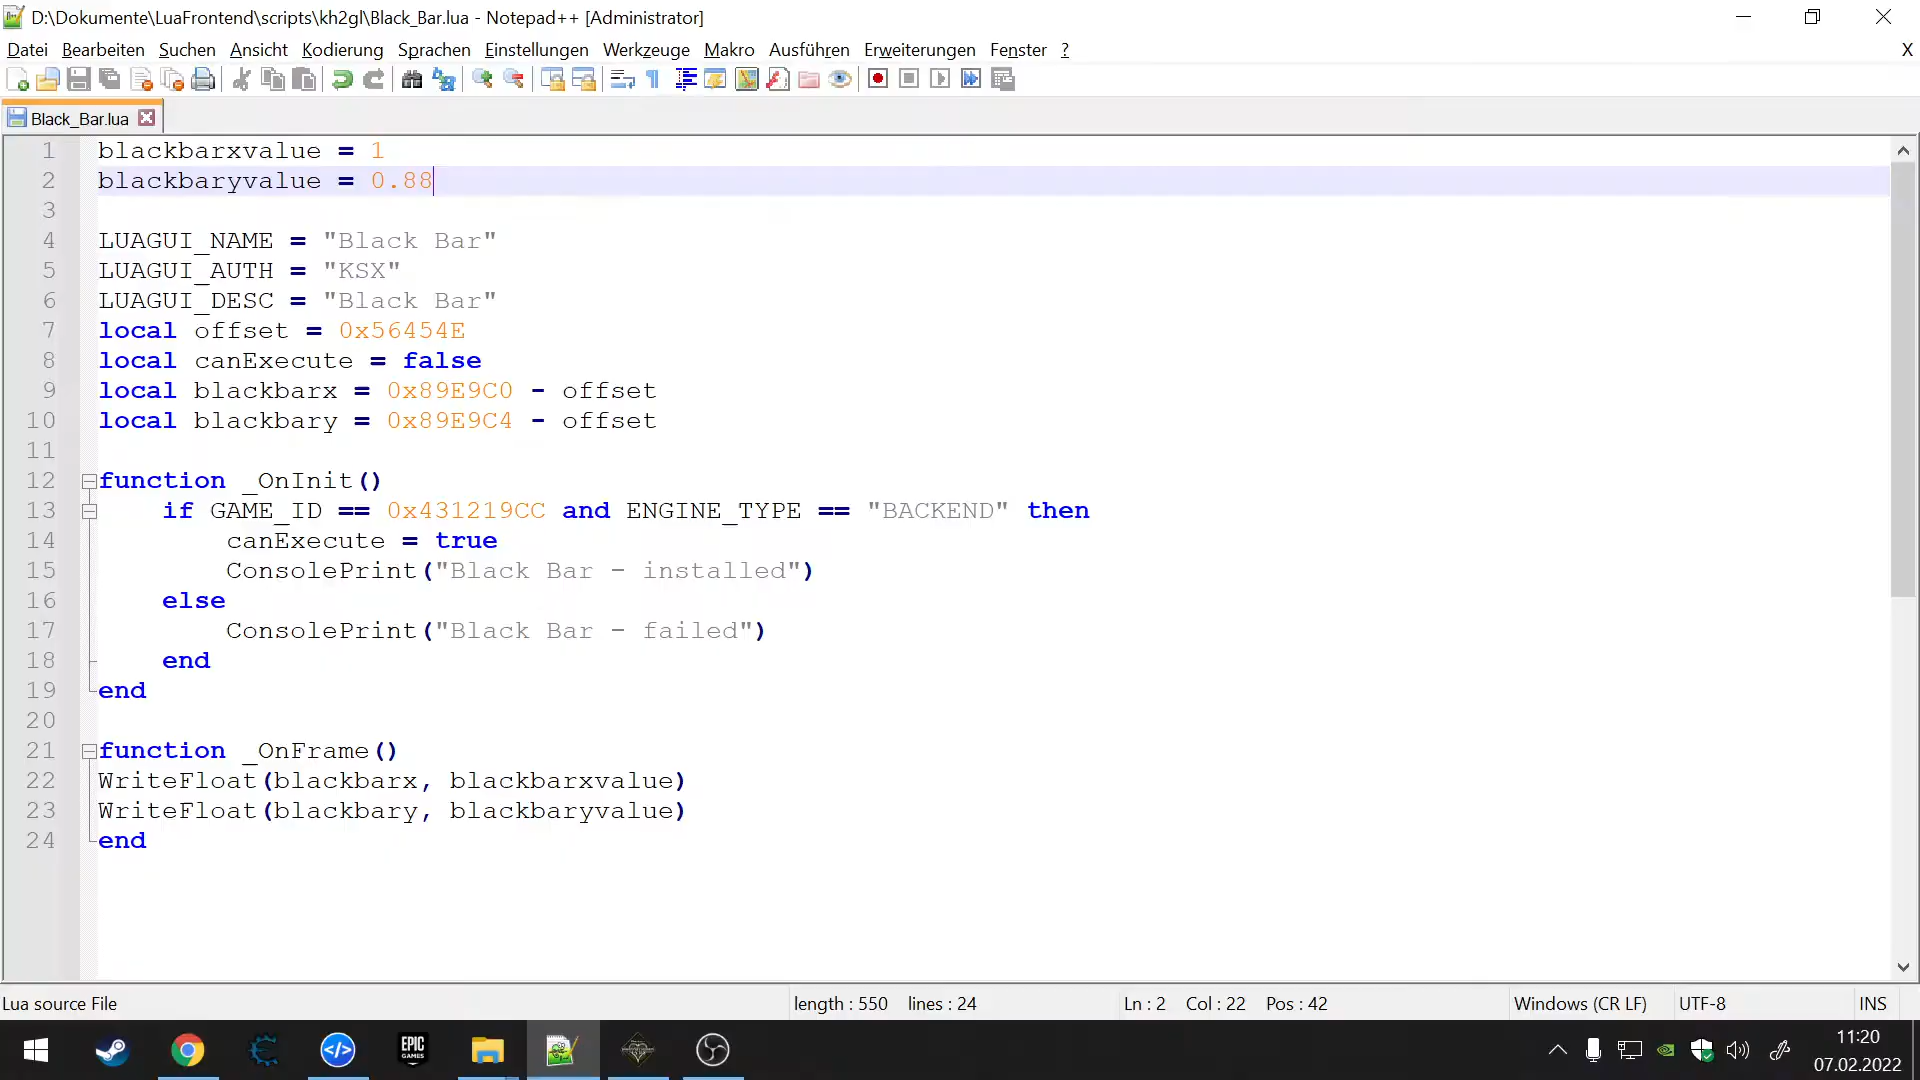 D:\Dokumente\LuaFrontend\scripts\kh2gl\Black_Bar.lua - Notepad++ [Administrator]
Datei Bearbeiten Suchen Ansicht Kodierung Sprachen Einstellungen Werkzeuge Makro Ausführen Erweiterungen Fenster ? X
Black_Bar.lua
1 blackbarxvalue = 1
2 blackbaryvalue = 0.88
3
4 LUAGUI_NAME = "Black Bar"
5 LUAGUI_AUTH = "KSX"
6 LUAGUI_DESC = "Black Bar"
7 local offset = 0x56454E
8 local canExecute = false
9 local blackbarx = 0x89E9C0 - offset
10 local blackbary = 0x89E9C4 - offset
11
12 function _OnInit()
13 if GAME_ID == 0x431219CC and ENGINE_TYPE == "BACKEND" then
14 canExecute = true
15 ConsolePrint("Black Bar - installed")
16 else
17 ConsolePrint("Black Bar - failed")
18 end
19 end
20
21 function _OnFrame()
22 WriteFloat(blackbarx, blackbarxvalue)
23 WriteFloat(blackbary, blackbaryvalue)
24 end
Lua source File length : 550 lines : 24 Ln : 2 Col : 22 Pos : 42 Windows (CR LF) UTF-8 INS
EPIC GAMES
11:20
07.02.2022